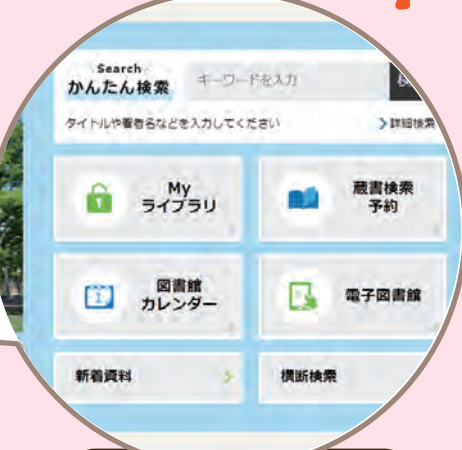 Search
かんたん検索
キーワードを入力
タイトルや著者名などを入力してください
詳細検索
My
ライブラリ
蔵書検索
予約
図書館
カレンダー
電子図書館
新着資料
横断検索